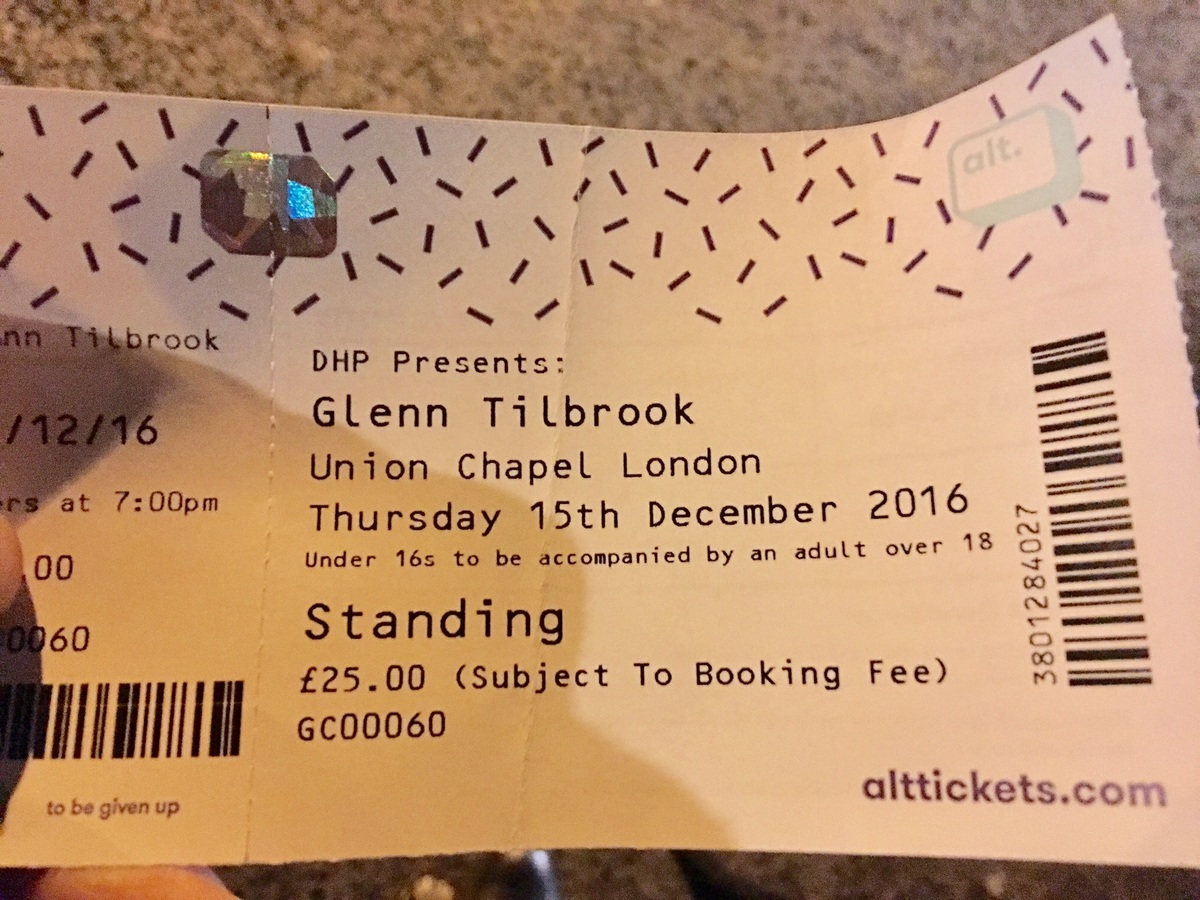 nn Tilbrook
/12/16
rs at 7:00pm
.00
0060
to be given up
alt.
DHP Presents:
Glenn Tilbrook
Union Chapel London
Thursday 15th December 2016
Under 16s to be accompanied by an adult over 18
Standing
£25.00 (Subject To Booking Fee)
GC00060
3801284027
alttickets.com